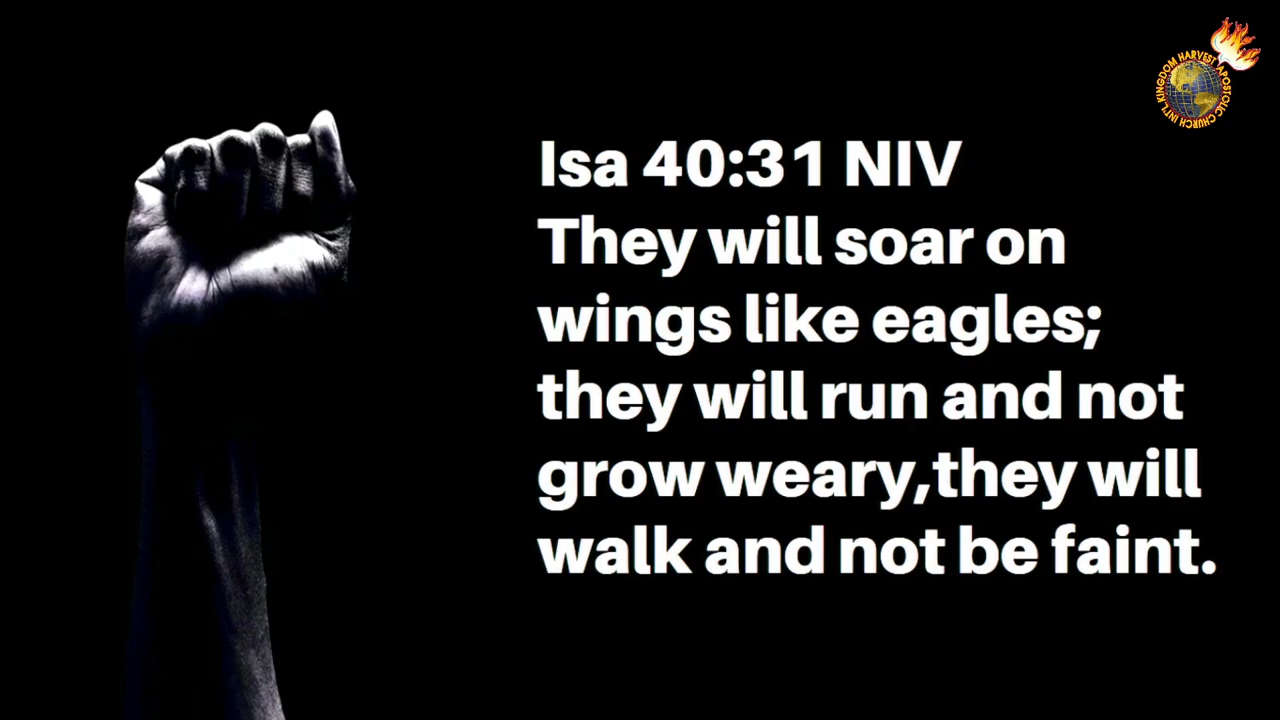 KINGDOM HARVEST APOSTOLIC CHURCH INT'L
Isa 40:31 NIV
They will soar on
wings like eagles;
they will run and not
grow weary,they will
walk and not be faint.